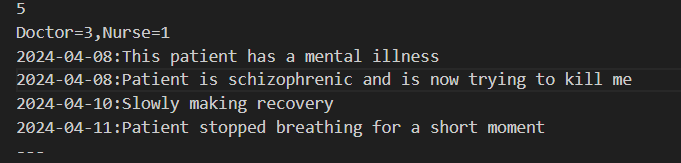 5
Doctor=3,Nurse=1
2024-04-08:This patient has a mental illness
2024-04-08:Patient is schizophrenic and is now trying to kill me
2024-04-10:Slowly making recovery
2024-04-11:Patient stopped breathing for a short moment
---